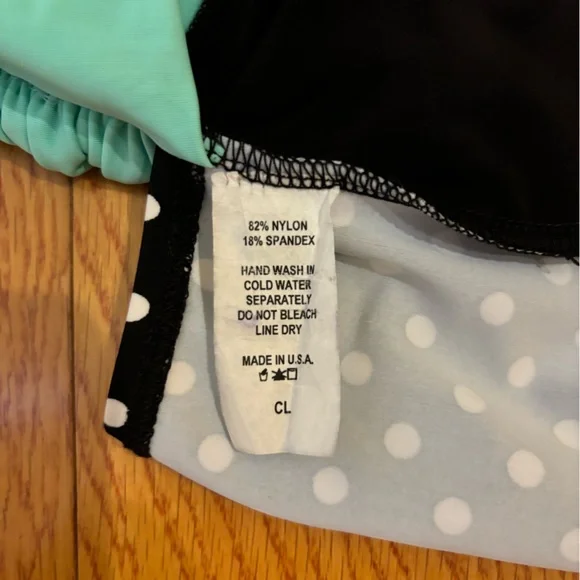 82% NYLON
18% SPANDEX
HAND WASH IN
COLD WATER
SEPARATELY
DO NOT BLEACH
LINE DRY
MADE IN U.S.A.
CL